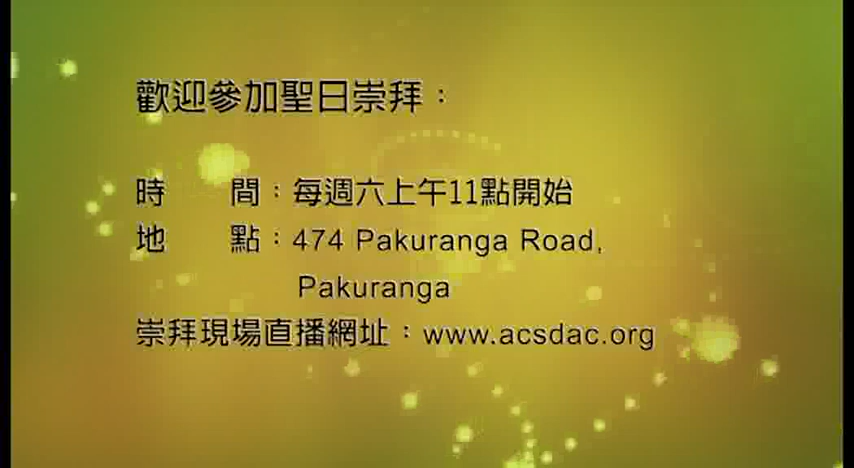 歡迎參加聖日崇拜：
時　　間：每週六上午11點開始
地　　點：474 Pakuranga Road,
Pakuranga
崇拜現場直播網址：www.acsdac.org